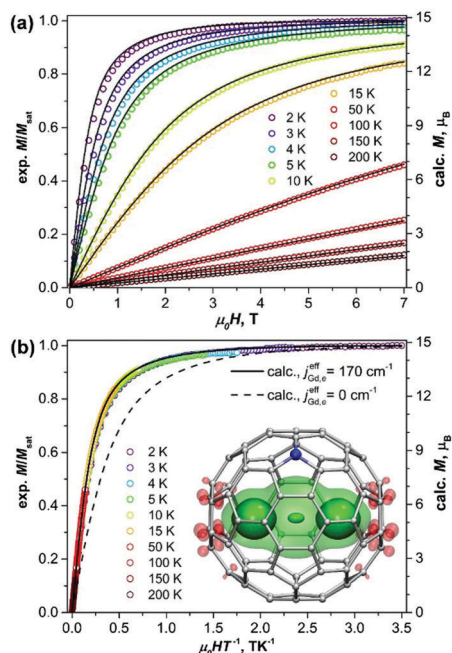 (a)
1.0
0.8
0.6
0.4
0.2
0.0
exp. M/Msat
15
12
9
6
3
0
calc. M, μB
2 K
3 K
4 K
5 K
10 K
15 K
50 K
100 K
150 K
200 K
0 1 2 3 4 5 6 7
μ0H, T
(b)
1.0
0.8
0.6
0.4
0.2
0.0
exp. M/Msat
15
12
9
6
3
0
calc. M, μB
calc., j^eff_Gd,e = 170 cm⁻¹
calc., j^eff_Gd,e = 0 cm⁻¹
2 K
3 K
4 K
5 K
10 K
15 K
50 K
100 K
150 K
200 K
0.0 0.5 1.0 1.5 2.0 2.5 3.0 3.5
μ0HT⁻¹, TK⁻¹